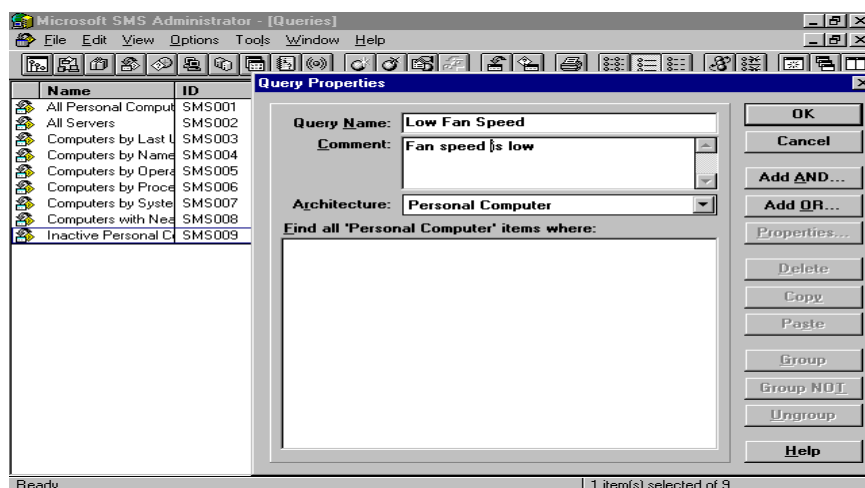 Microsoft SMS Administrator - [Queries]
File Edit View Options Tools Window Help
Name ID
All Personal Comput SMS001
All Servers SMS002
Computers by Last L SMS003
Computers by Name SMS004
Computers by Opera SMS005
Computers by Proce SMS006
Computers by Syste SMS007
Computers with Nea SMS008
Inactive Personal C SMS009
Query Properties
Query Name: Low Fan Speed
Comment: Fan speed is low
Architecture: Personal Computer
Find all 'Personal Computer' items where:
OK
Cancel
Add AND...
Add OR...
Properties...
Delete
Copy
Paste
Group
Group NOT
Ungroup
Help
Ready
1 item(s) selected of 9